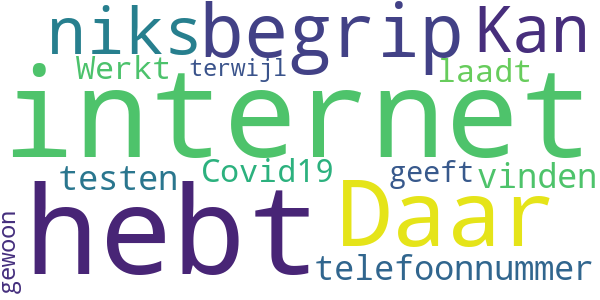 niks begrip Kan
Werkt terwijl laadt
internet
testen Covid19 geeft vinden
hebt Daar
gewoon telefoonnummer